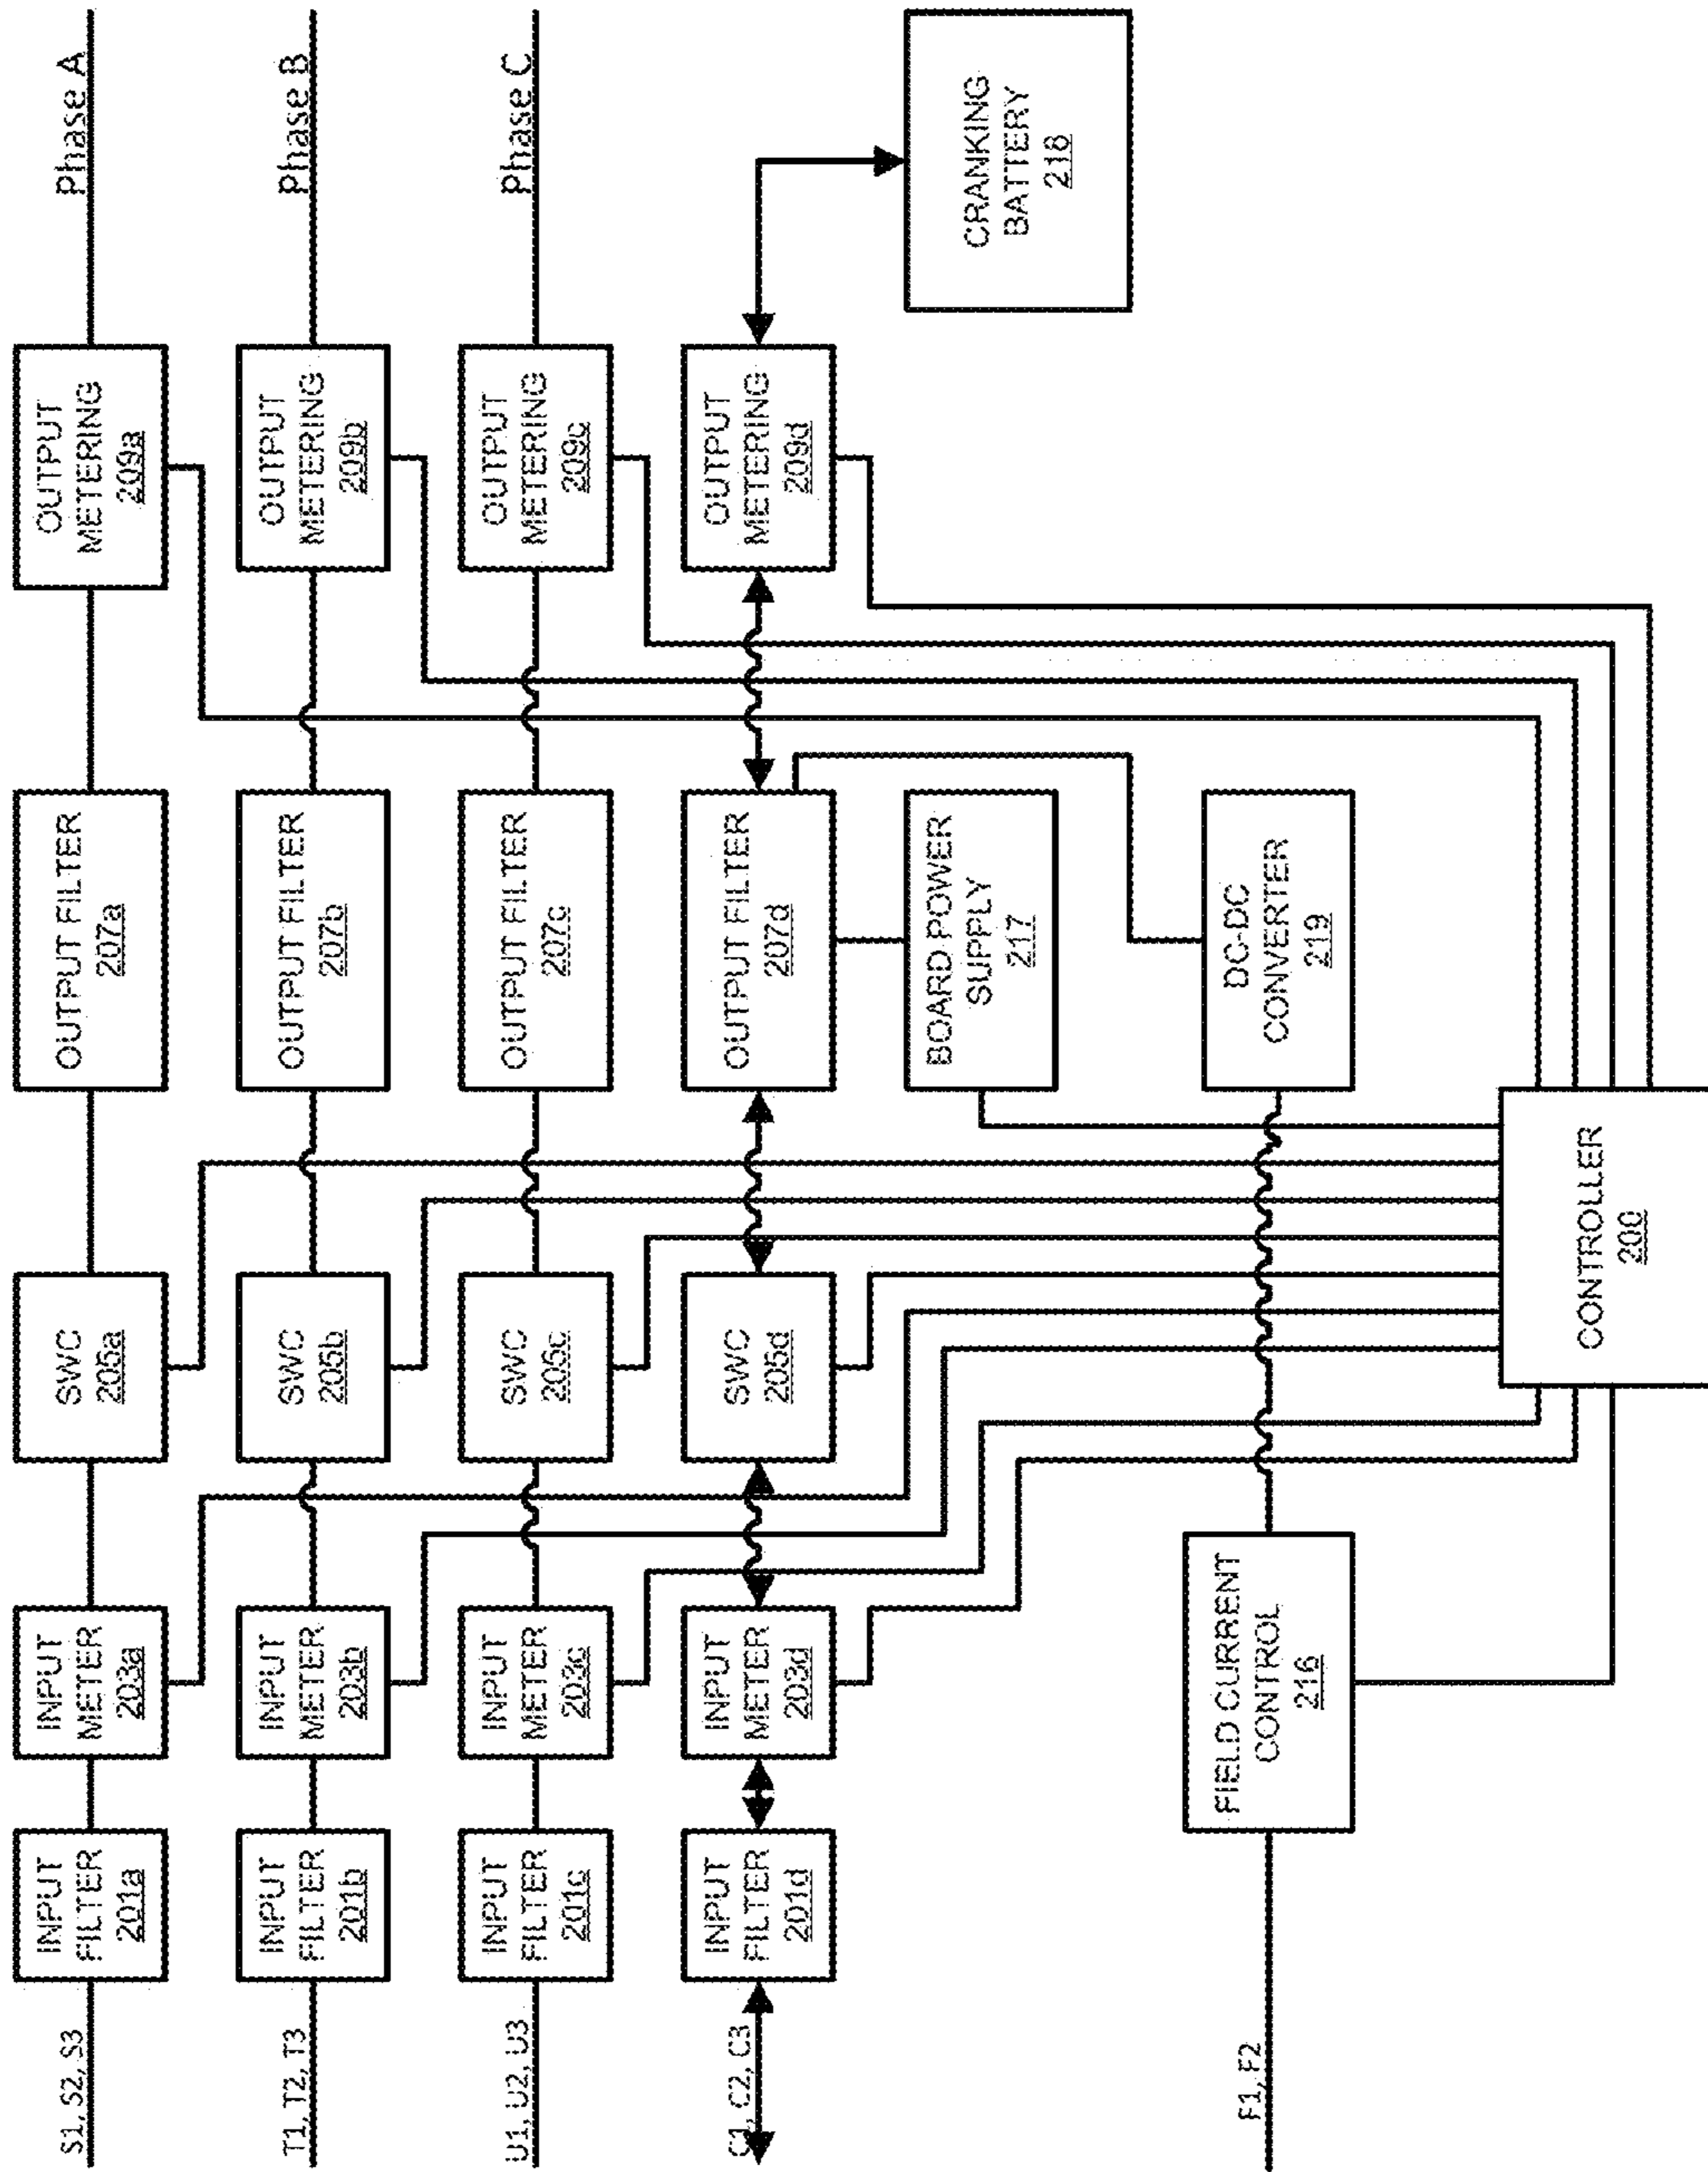 S1, S2, S3
INPUT
FILTER
201a
INPUT
METER
203a
SWC
205a
OUTPUT FILTER
207a
OUTPUT
METERING
209a
Phase A
T1, T2, T3
INPUT
FILTER
201b
INPUT
METER
203b
SWC
205b
OUTPUT FILTER
207b
OUTPUT
METERING
209b
Phase B
U1, U2, U3
INPUT
FILTER
201c
INPUT
METER
203c
SWC
205c
OUTPUT FILTER
207c
OUTPUT
METERING
209c
Phase C
C1, C2, C3
INPUT
FILTER
201d
INPUT
METER
203d
SWC
205d
OUTPUT FILTER
207d
OUTPUT
METERING
209d
BOARD POWER
SUPPLY
217
CRANKING
BATTERY
218
F1, F2
FIELD CURRENT
CONTROL
216
DC-DC
CONVERTER
219
CONTROLLER
200